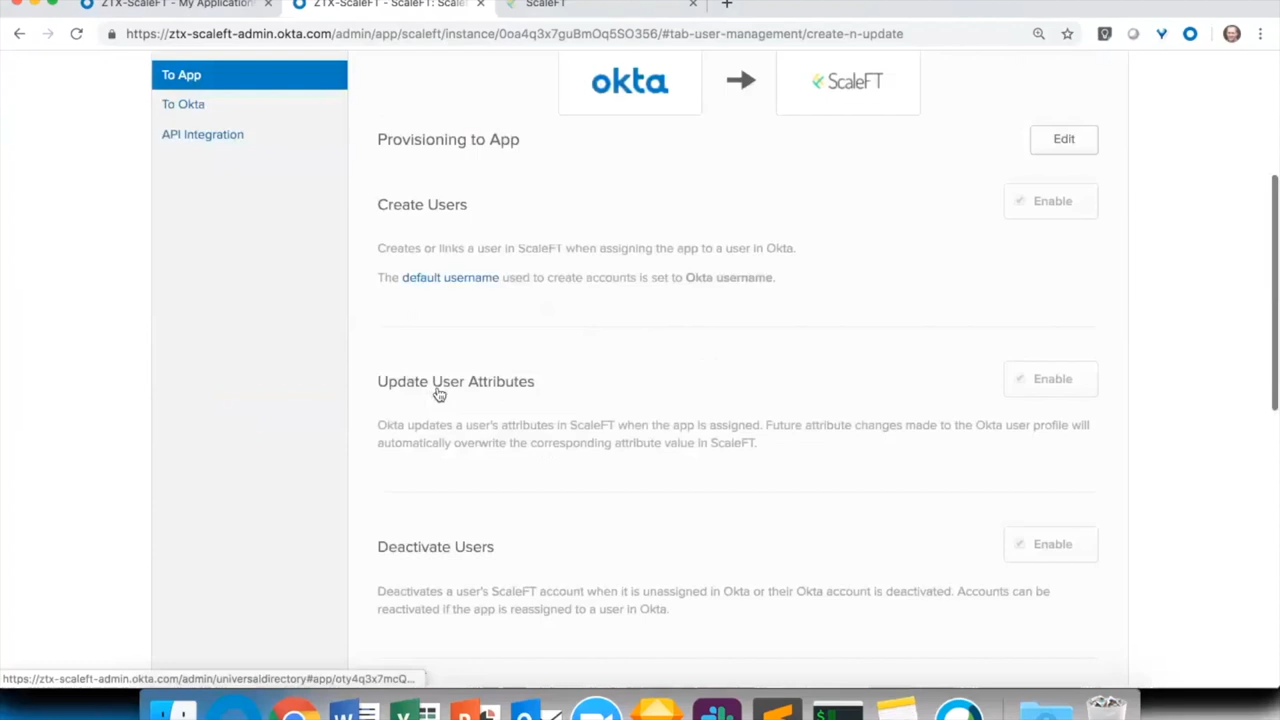 ZTX-ScaleFT - My Application
ZTX-ScaleFT - ScaleFT: Scalef
ScaleFT
https://ztx-scaleft-admin.okta.com/admin/app/scaleft/instance/0oa4q3x7guBmOq5SO356/#tab-user-management/create-n-update
To App
To Okta
API Integration
okta
ScaleFT
Provisioning to App
Edit
Create Users
Enable
Creates or links a user in ScaleFT when assigning the app to a user in Okta.
The default username used to create accounts is set to Okta username.
Update User Attributes
Enable
Okta updates a user's attributes in ScaleFT when the app is assigned. Future attribute changes made to the Okta user profile will
automatically overwrite the corresponding attribute value in ScaleFT.
Deactivate Users
Enable
Deactivates a user's ScaleFT account when it is unassigned in Okta or their Okta account is deactivated. Accounts can be
reactivated if the app is reassigned to a user in Okta.
https://ztx-scaleft-admin.okta.com/admin/universaldirectory#app/oty4q3x7mcQ...